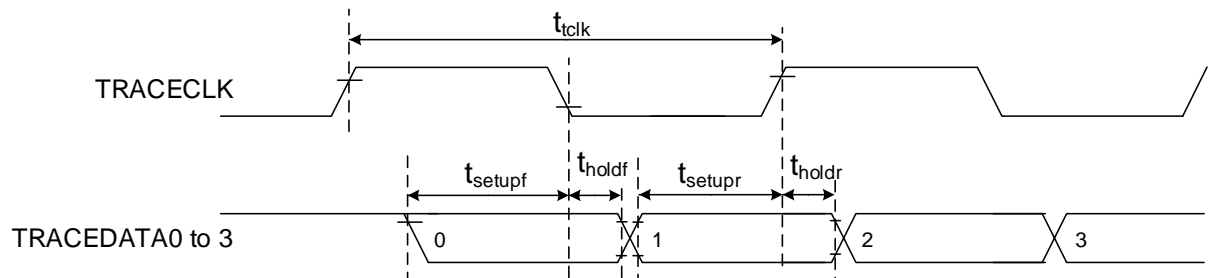 t_tclk
TRACECLK
t_setupf t_holdf t_setupr t_holdr
TRACEDATA0 to 3 0 1 2 3